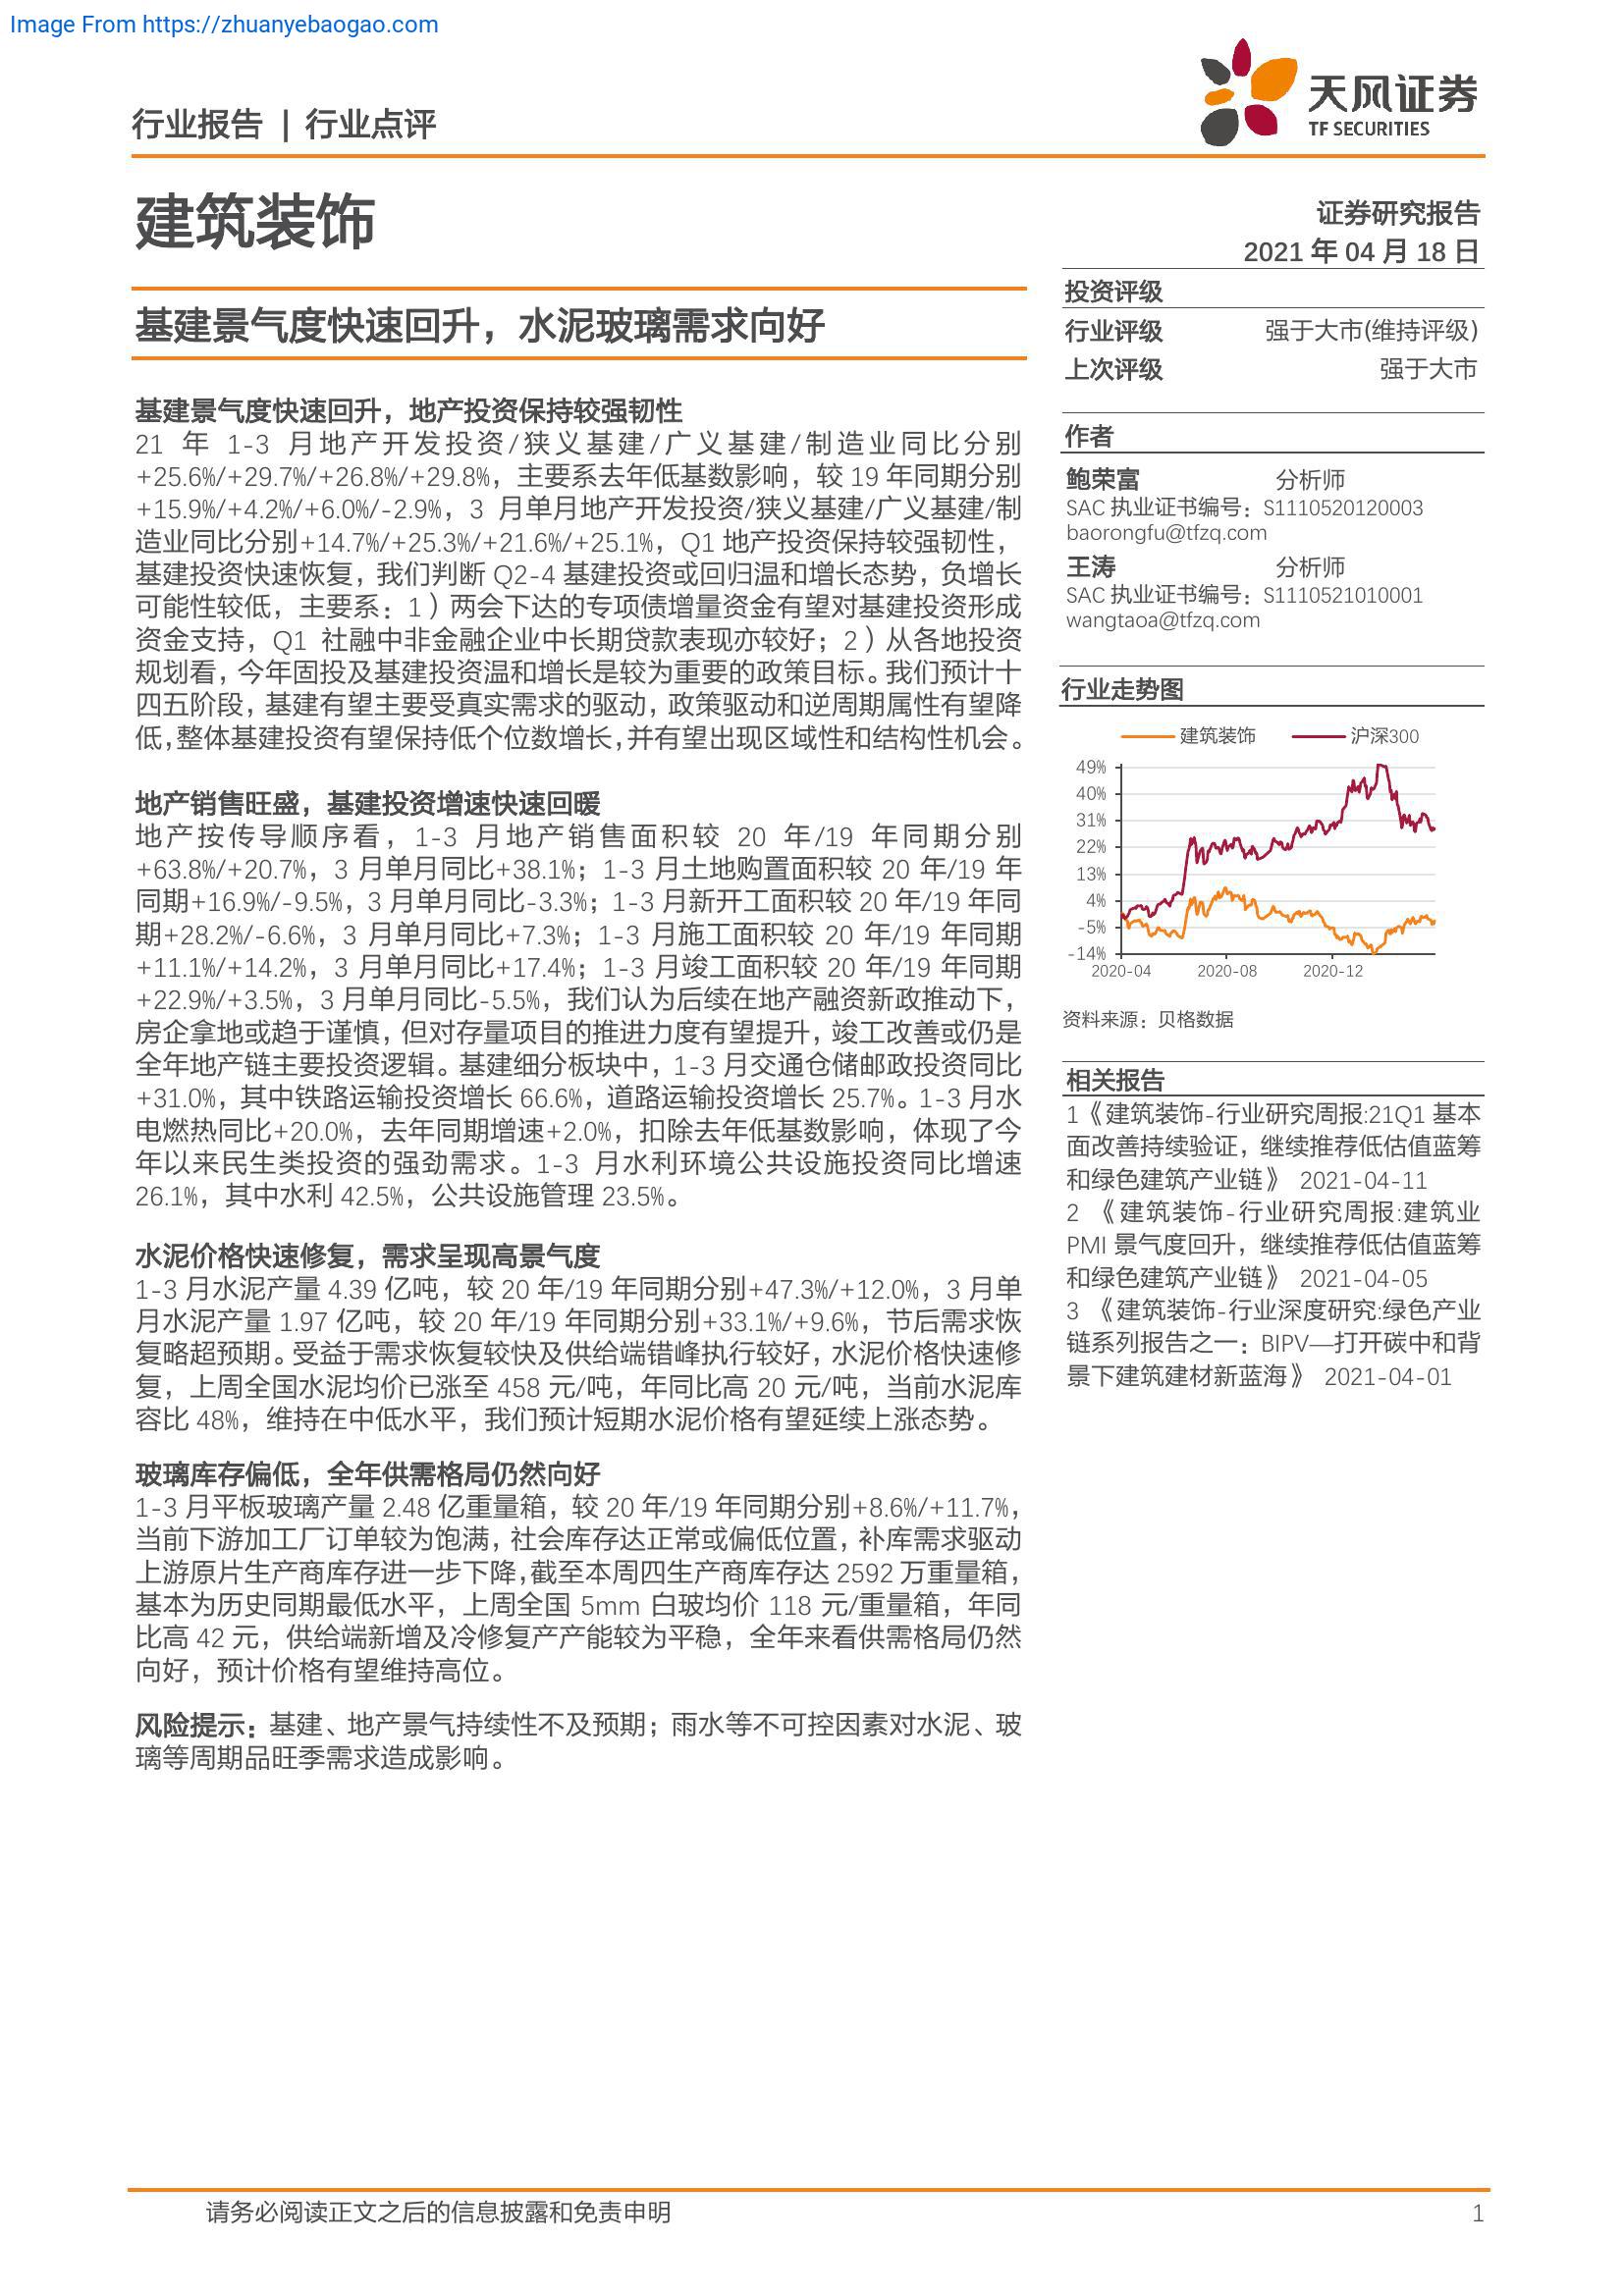 Image From https://zhuanyebaogao.com
行业报告 | 行业点评
天风证券
TF SECURITIES
建筑装饰
证券研究报告
2021 年 04 月 18 日
基建景气度快速回升，水泥玻璃需求向好
基建景气度快速回升，地产投资保持较强韧性
21 年 1-3 月地产开发投资/狭义基建/广义基建/制造业同比分别
+25.6%/+29.7%/+26.8%/+29.8%，主要系去年低基数影响，较 19 年同期分别
+15.9%/+4.2%/+6.0%/-2.9%，3 月单月地产开发投资/狭义基建/广义基建/制
造业同比分别+14.7%/+25.3%/+21.6%/+25.1%，Q1 地产投资保持较强韧性，
基建投资快速恢复，我们判断 Q2-4 基建投资或回归温和增长态势，负增长
可能性较低，主要系：1）两会下达的专项债增量资金有望对基建投资形成
资金支持，Q1 社融中非金融企业中长期贷款表现亦较好；2）从各地投资
规划看，今年固投及基建投资温和增长是较为重要的政策目标。我们预计十
四五阶段，基建有望主要受真实需求的驱动，政策驱动和逆周期属性有望降
低，整体基建投资有望保持低个位数增长，并有望出现区域性和结构性机会。
地产销售旺盛，基建投资增速快速回暖
地产按传导顺序看，1-3 月地产销售面积较 20 年/19 年同期分别
+63.8%/+20.7%，3 月单月同比+38.1%；1-3 月土地购置面积较 20 年/19 年
同期+16.9%/-9.5%，3 月单月同比-3.3%；1-3 月新开工面积较 20 年/19 年同
期+28.2%/-6.6%，3 月单月同比+7.3%；1-3 月施工面积较 20 年/19 年同期
+11.1%/+14.2%，3 月单月同比+17.4%；1-3 月竣工面积较 20 年/19 年同期
+22.9%/+3.5%，3 月单月同比-5.5%，我们认为后续在地产融资新政推动下，
房企拿地或趋于谨慎，但对存量项目的推进力度有望提升，竣工改善或仍是
全年地产链主要投资逻辑。基建细分板块中，1-3 月交通仓储邮政投资同比
+31.0%，其中铁路运输投资增长 66.6%，道路运输投资增长 25.7%。1-3 月水
电燃热同比+20.0%，去年同期增速+2.0%，扣除去年低基数影响，体现了今
年以来民生类投资的强劲需求。1-3 月水利环境公共设施投资同比增速
26.1%，其中水利 42.5%，公共设施管理 23.5%。
水泥价格快速修复，需求呈现高景气度
1-3 月水泥产量 4.39 亿吨，较 20 年/19 年同期分别+47.3%/+12.0%，3 月单
月水泥产量 1.97 亿吨，较 20 年/19 年同期分别+33.1%/+9.6%，节后需求恢
复略超预期。受益于需求恢复较快及供给端错峰执行较好，水泥价格快速修
复，上周全国水泥均价已涨至 458 元/吨，年同比高 20 元/吨，当前水泥库
容比 48%，维持在中低水平，我们预计短期水泥价格有望延续上涨态势。
玻璃库存偏低，全年供需格局仍然向好
1-3 月平板玻璃产量 2.48 亿重量箱，较 20 年/19 年同期分别+8.6%/+11.7%，
当前下游加工厂订单较为饱满，社会库存达正常或偏低位置，补库需求驱动
上游原片生产商库存进一步下降，截至本周四生产商库存达 2592 万重量箱，
基本为历史同期最低水平，上周全国 5mm 白玻均价 118 元/重量箱，年同
比高 42 元，供给端新增及冷修复产产能较为平稳，全年来看供需格局仍然
向好，预计价格有望维持高位。
风险提示：基建、地产景气持续性不及预期；雨水等不可控因素对水泥、玻
璃等周期品旺季需求造成影响。
投资评级
行业评级 强于大市(维持评级)
上次评级 强于大市
作者
鲍荣富 分析师
SAC 执业证书编号：S1110520120003
baorongfu@tfzq.com
王涛 分析师
SAC 执业证书编号：S1110521010001
wangtaoa@tfzq.com
行业走势图
建筑装饰 沪深300
49%
40%
31%
22%
13%
4%
-5%
-14%
2020-04 2020-08 2020-12
资料来源：贝格数据
相关报告
1《建筑装饰-行业研究周报:21Q1 基本
面改善持续验证，继续推荐低估值蓝筹
和绿色建筑产业链》 2021-04-11
2 《建筑装饰-行业研究周报:建筑业
PMI 景气度回升，继续推荐低估值蓝筹
和绿色建筑产业链》 2021-04-05
3 《建筑装饰-行业深度研究:绿色产业
链系列报告之一：BIPV—打开碳中和背
景下建筑建材新蓝海》 2021-04-01
请务必阅读正文之后的信息披露和免责申明
1